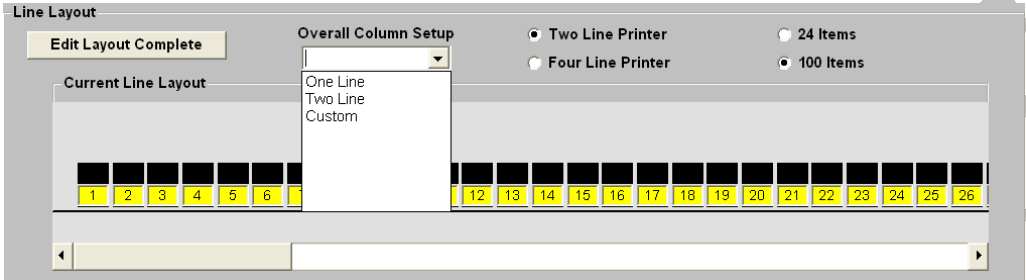 Line Layout
Edit Layout Complete
Overall Column Setup
Two Line Printer
24 Items
Four Line Printer
100 Items
One Line
Two Line
Custom
Current Line Layout
1 2 3 4 5 6 12 13 14 15 16 17 18 19 20 21 22 23 24 25 26